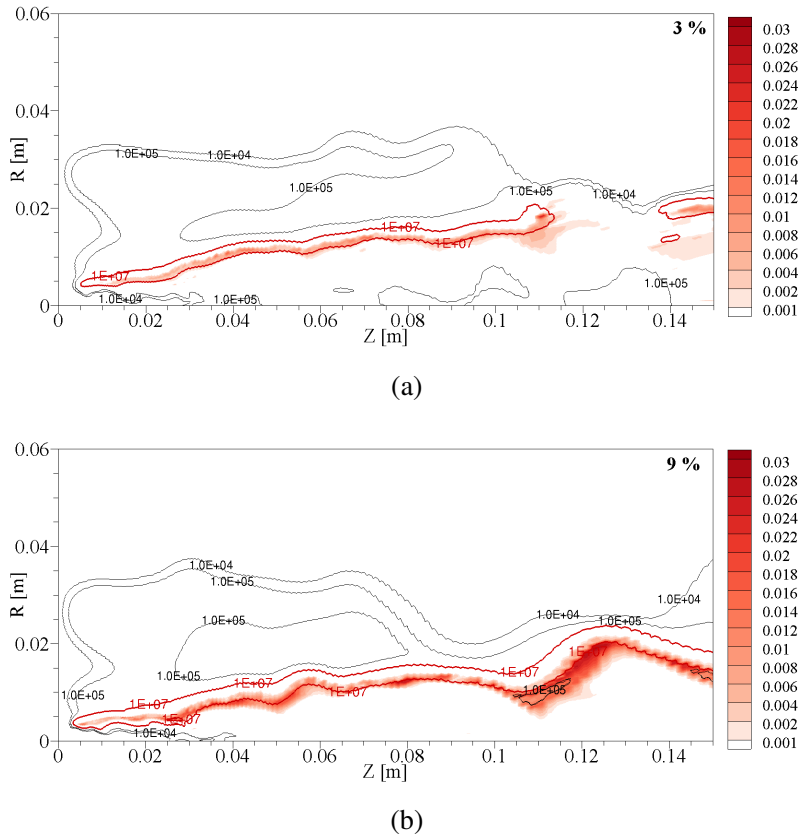 3 %
0.06
0.04
0.02
0
R [m]
1.0E+05
1.0E+04
1.0E+05
1.0E+05
1.0E+04
1E+07
1E+07
1E+07
1.0E+04
1.0E+05
1.0E+05
0
0.02
0.04
0.06
0.08
0.1
0.12
0.14
Z [m]
0.03
0.028
0.026
0.024
0.022
0.02
0.018
0.016
0.014
0.012
0.01
0.008
0.006
0.004
0.002
0.001
(a)
9 %
0.06
0.04
0.02
0
R [m]
1.0E+04
1.0E+05
1.0E+05
1.0E+04
1.0E+05
1.0E+05
1.0E+05
1E+07
1E+07
1E+07
1E+07
1E+07
1E+07
1.0E+05
1.0E+04
0
0.02
0.04
0.06
0.08
0.1
0.12
0.14
Z [m]
0.03
0.028
0.026
0.024
0.022
0.02
0.018
0.016
0.014
0.012
0.01
0.008
0.006
0.004
0.002
0.001
(b)